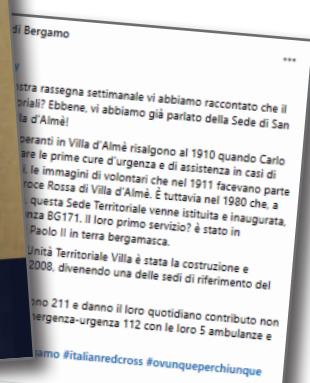 di Bergamo
...
stra rassegna settimanale vi abbiamo raccontato che il
oriali? Ebbene, vi abbiamo già parlato della Sede di San
la d'Almè!
peranti in Villa d'Almè risalgono al 1910 quando Carlo
are le prime cure d'urgenza e di assistenza in casi di
i, le immagini di volontari che nel 1911 facevano parte
roce Rossa di Villa d'Almè. È tuttavia nel 1980 che, a
, questa Sede Territoriale venne istituita e inaugurata,
nza BG171. Il loro primo servizio? è stato in
Paolo II in terra bergamasca.
Unità Territoriale Villa è stata la costruzione e
2008, divenendo una delle sedi di riferimento del
ono 211 e danno il loro quotidiano contributo non
mergenza-urgenza 112 con le loro 5 ambulanze e
gamo #italianredcross #ovunqueperchiunque